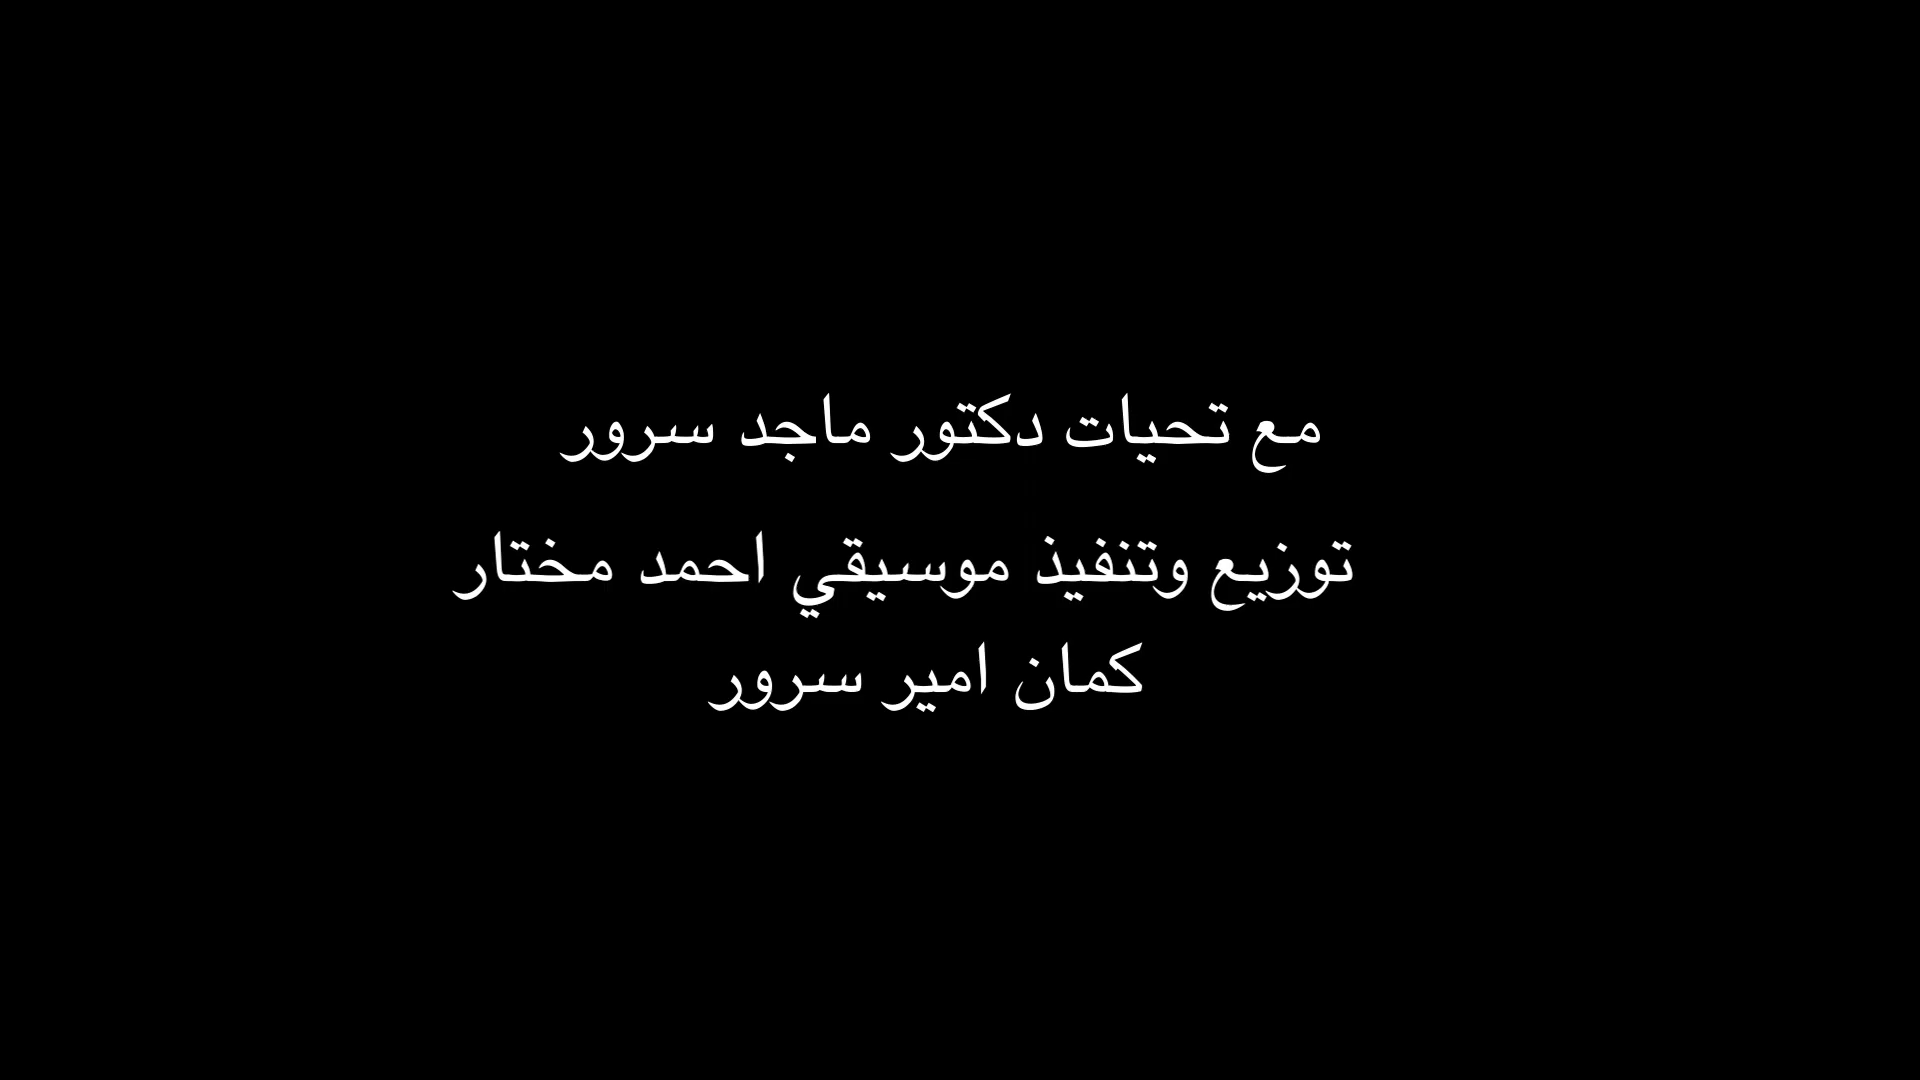 مع تحيات دكتور ماجد سرور
توزيع وتنفيذ موسيقي احمد مختار
كمان امير سرور